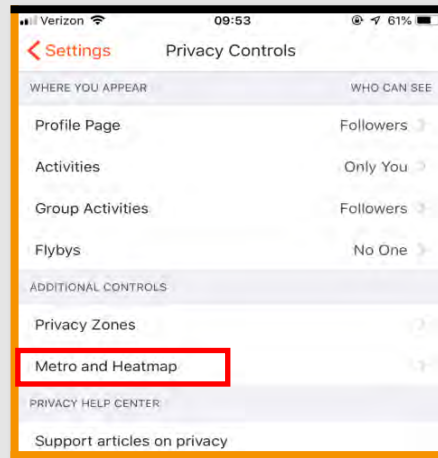 Verizon 09:53 61%
Settings Privacy Controls
WHERE YOU APPEAR WHO CAN SEE
Profile Page Followers
Activities Only You
Group Activities Followers
Flybys No One
ADDITIONAL CONTROLS
Privacy Zones
Metro and Heatmap
PRIVACY HELP CENTER
Support articles on privacy